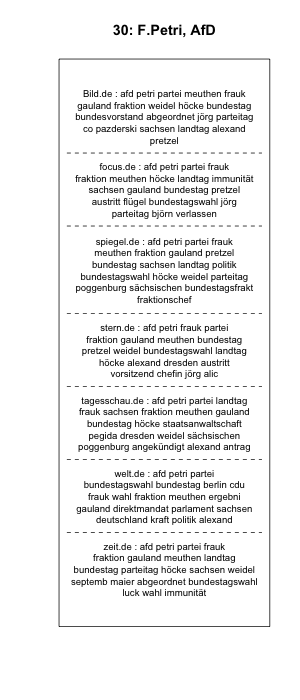 30: F.Petri, AfD
Bild.de : afd petri partei meuthen frauk
gauland fraktion weidel höcke bundestag
bundesvorstand abgeordnet jörg parteitag
co pazderski sachsen landtag alexand
pretzel
focus.de : afd petri partei frauk
fraktion meuthen höcke landtag immunität
sachsen gauland bundestag pretzel
austritt flügel bundestagswahl jörg
parteitag björn verlassen
spiegel.de : afd petri partei frauk
meuthen fraktion gauland pretzel
bundestag sachsen landtag politik
bundestagswahl höcke weidel parteitag
poggenburg sächsischen bundestagsfrakt
fraktionschef
stern.de : afd petri frauk partei
fraktion gauland meuthen bundestag
pretzel weidel bundestagswahl landtag
höcke alexand dresden austritt
vorsitzend chefin jörg alic
tagesschau.de : afd petri partei landtag
frauk sachsen fraktion meuthen gauland
bundestag höcke staatsanwaltschaft
pegida dresden weidel sächsischen
poggenburg angekündigt alexand antrag
welt.de : afd petri partei
bundestagswahl bundestag berlin cdu
frauk wahl fraktion meuthen ergebni
gauland direktmandat parlament sachsen
deutschland kraft politik alexand
zeit.de : afd petri partei frauk
fraktion gauland meuthen landtag
bundestag parteitag höcke sachsen weidel
septemb maier abgeordnet bundestagswahl
luck wahl immunität